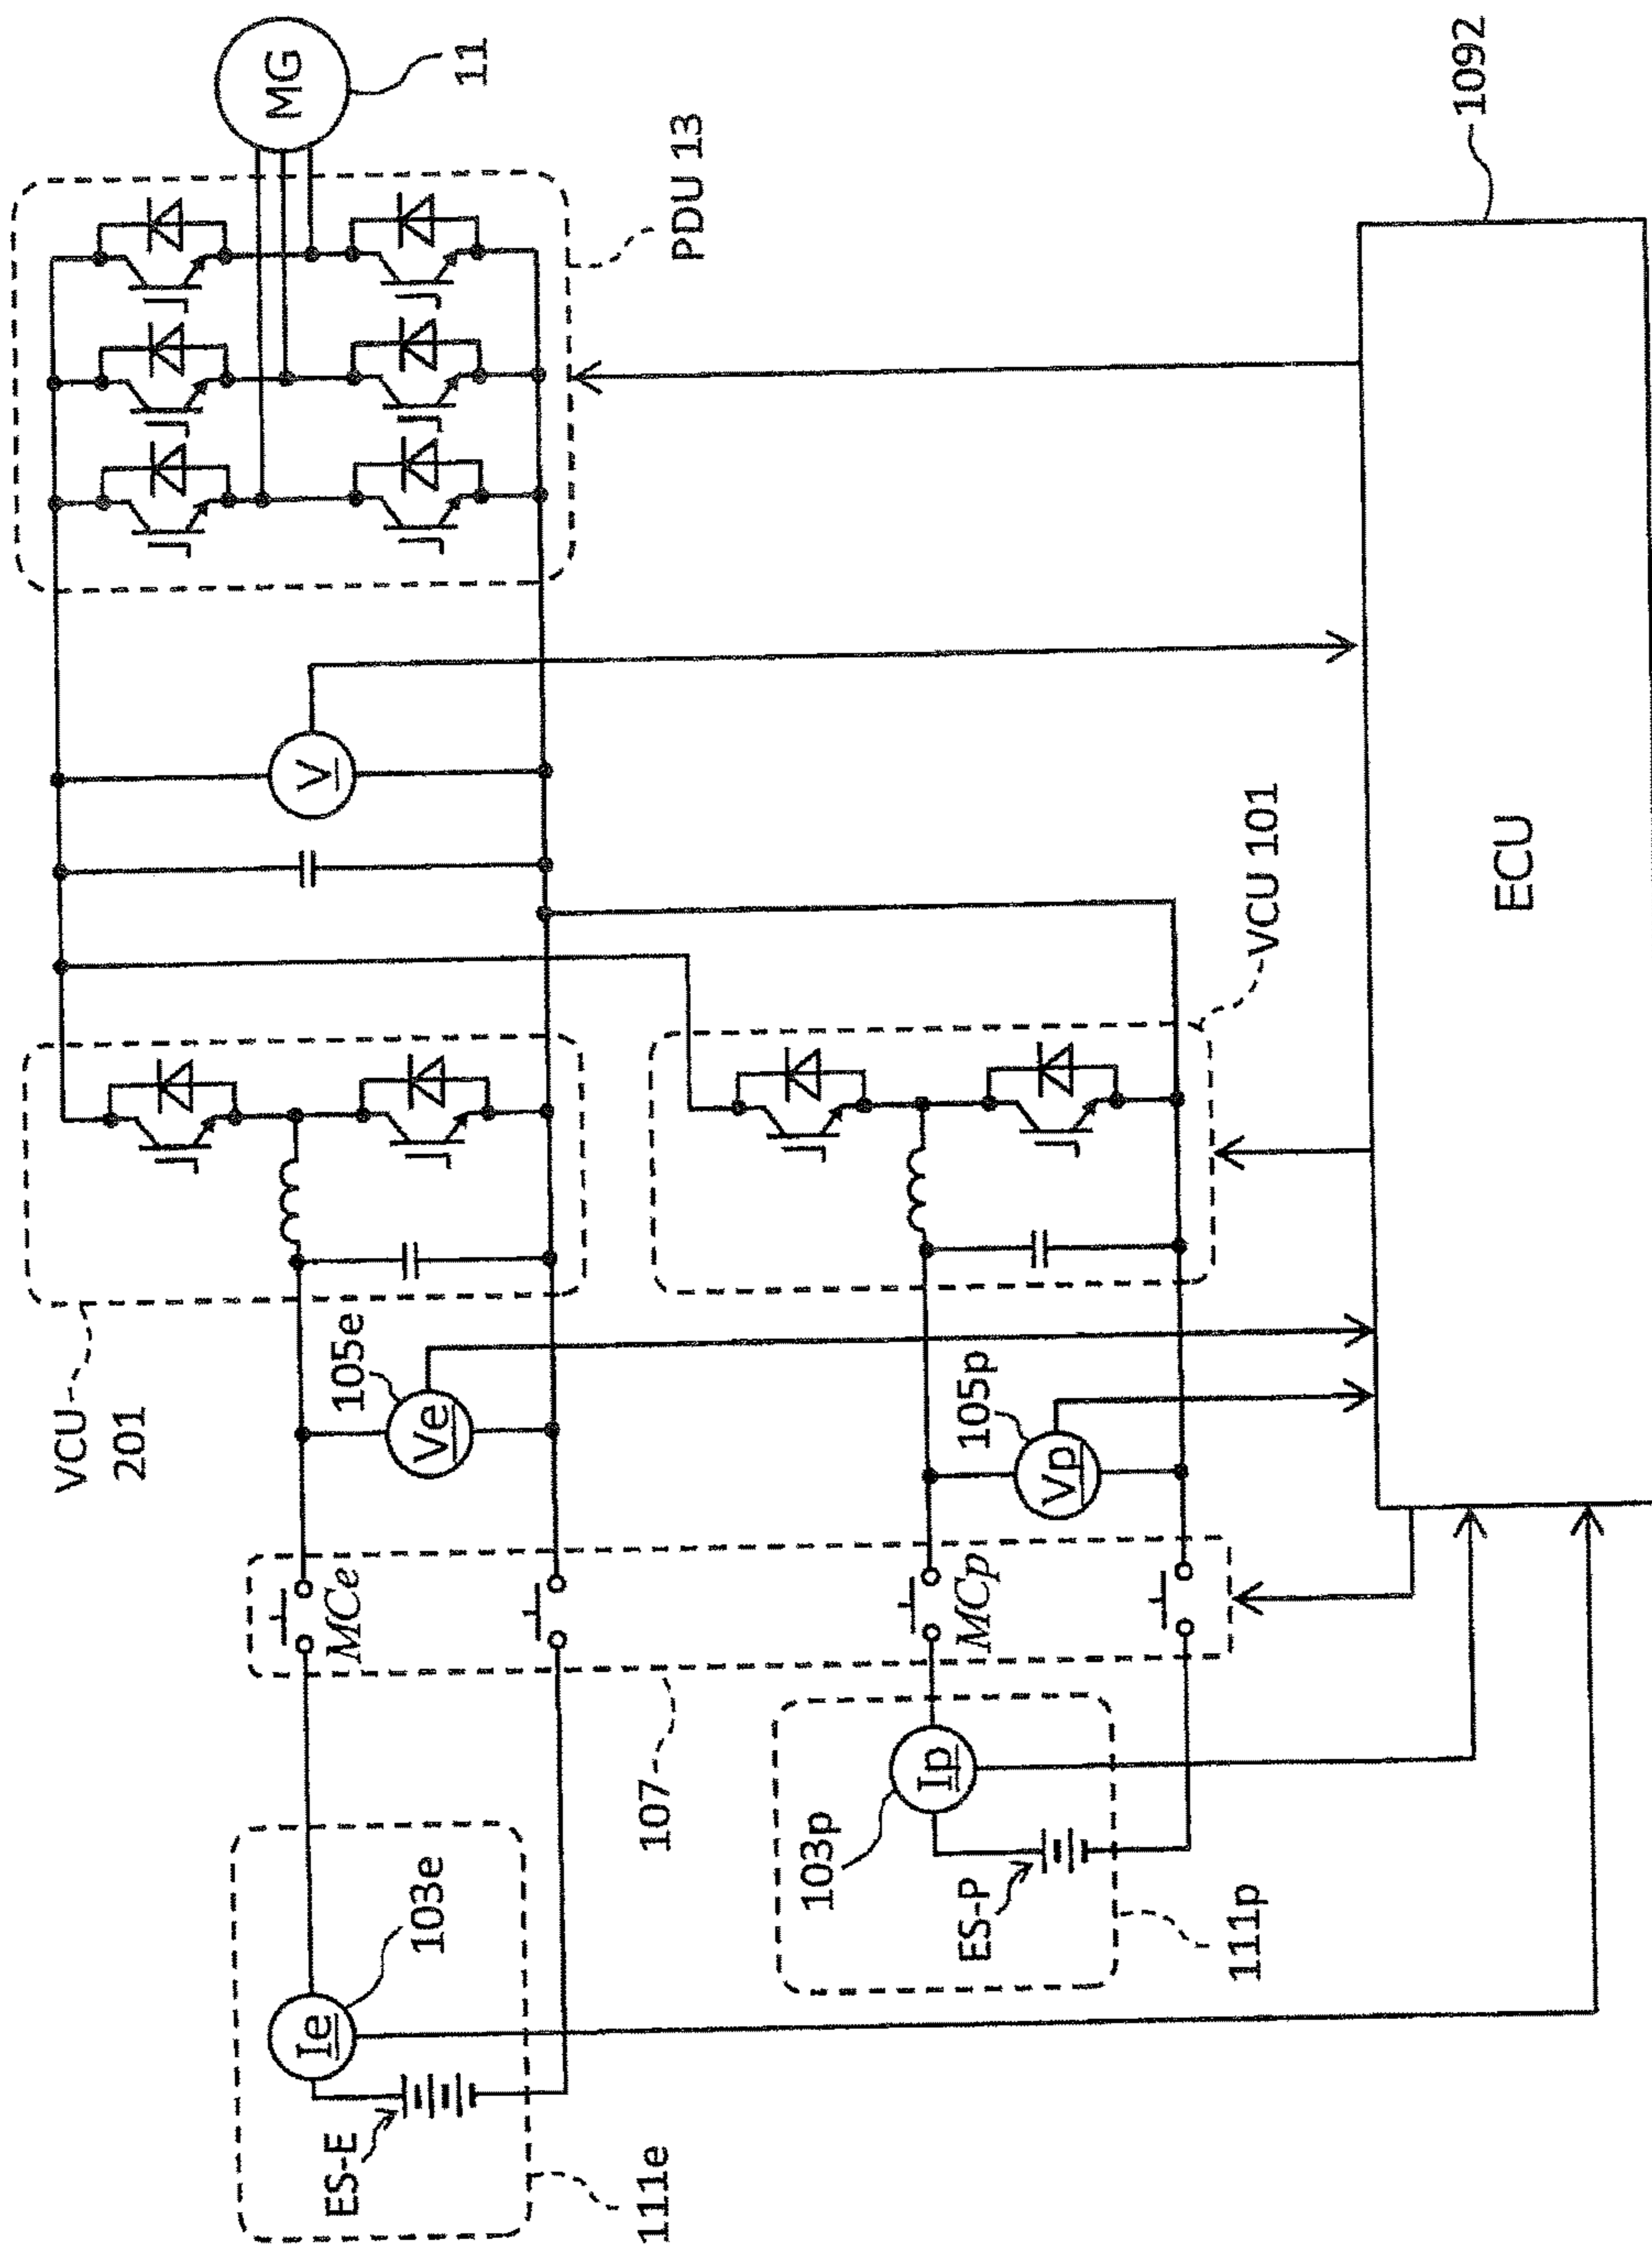 MG
11
PDU 13
V
VCU
201
105e
Ve
MCe
Ie
103e
ES-E
111e
107
VCU 101
105p
Vp
MCp
Ip
103p
ES-P
111p
ECU
1092